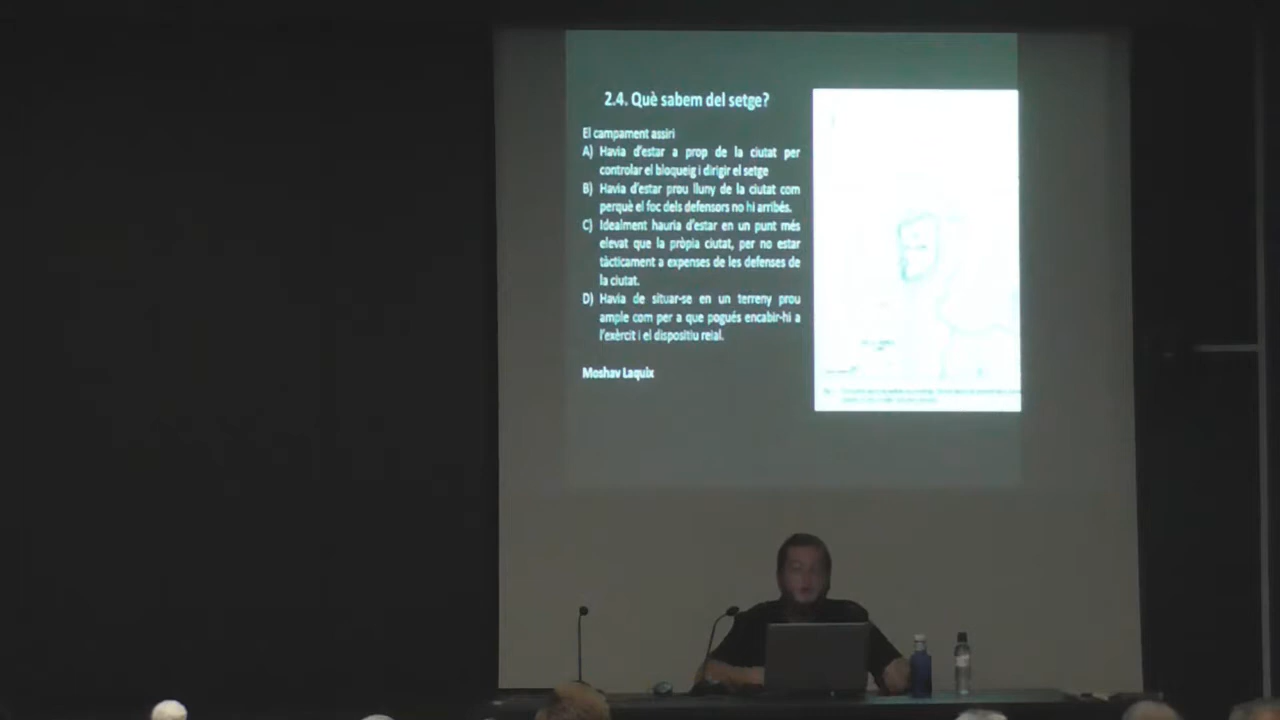 2.4. Què sabem del setge?
El campament assiri
A) Havia d'estar a prop de la ciutat per
controlar el bloqueig i dirigir el setge
B) Havia d'estar prou lluny de la ciutat com
perquè el foc dels defensors no hi arribés.
C) Idealment hauria d'estar en un punt més
elevat que la pròpia ciutat, per no estar
tàcticament a expenses de les defenses de
la ciutat.
D) Havia de situar-se en un terreny prou
ample com per a que pogués encabir-hi a
l'exèrcit i el dispositiu reial.
Moshav Laquix